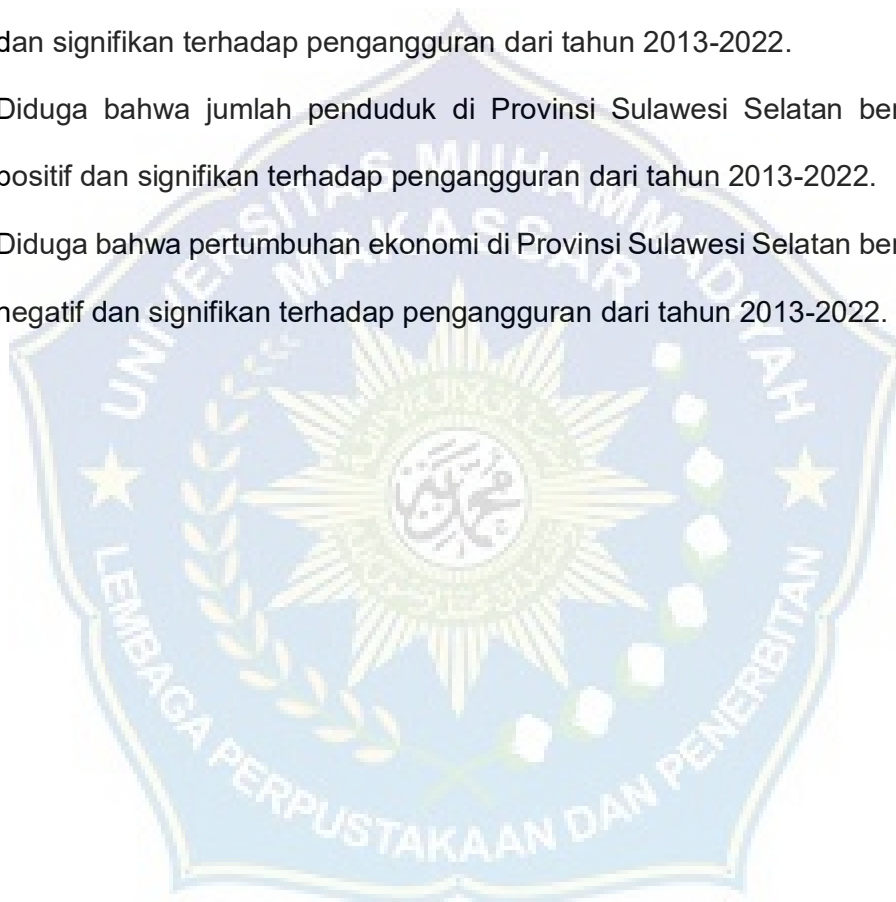 dan signifikan terhadap pengangguran dari tahun 2013-2022.
Diduga bahwa jumlah penduduk di Provinsi Sulawesi Selatan ber
positif dan signifikan terhadap pengangguran dari tahun 2013-2022.
Diduga bahwa pertumbuhan ekonomi di Provinsi Sulawesi Selatan ber
negatif dan signifikan terhadap pengangguran dari tahun 2013-2022.
UNIVERSITAS MUHAMMADIYAH
MAKASSAR
LEMBAGA PERPUSTAKAAN DAN PENERBITAN